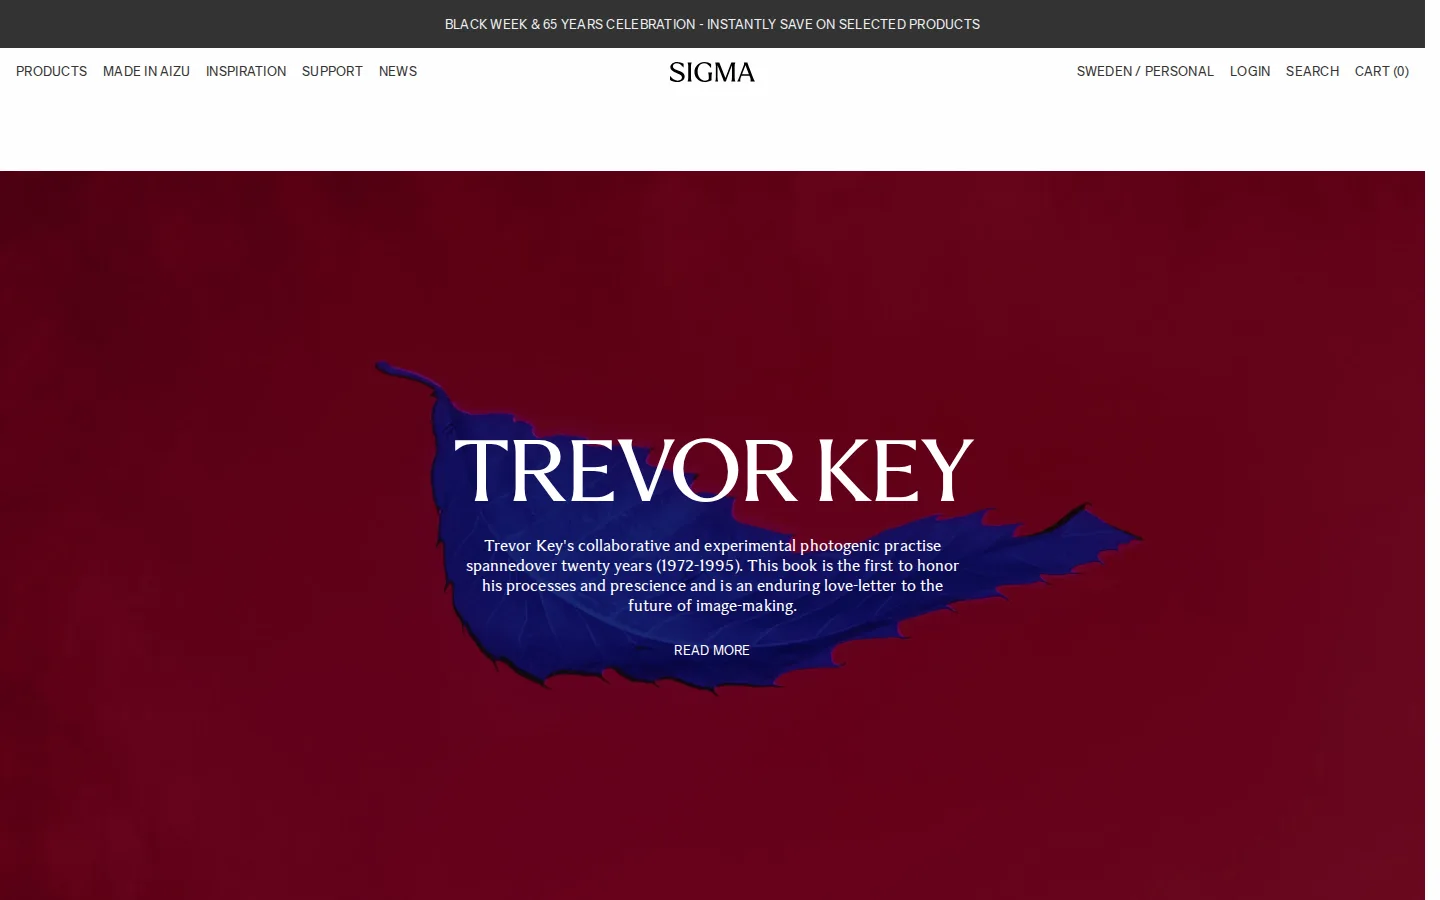 BLACK WEEK & 65 YEARS CELEBRATION - INSTANTLY SAVE ON SELECTED PRODUCTS
PRODUCTS MADE IN AIZU INSPIRATION SUPPORT NEWS SIGMA SWEDEN / PERSONAL LOGIN SEARCH CART (0)
TREVOR KEY
Trevor Key's collaborative and experimental photogenic practise
spannedover twenty years (1972-1995). This book is the first to honor
his processes and prescience and is an enduring love-letter to the
future of image-making.
READ MORE